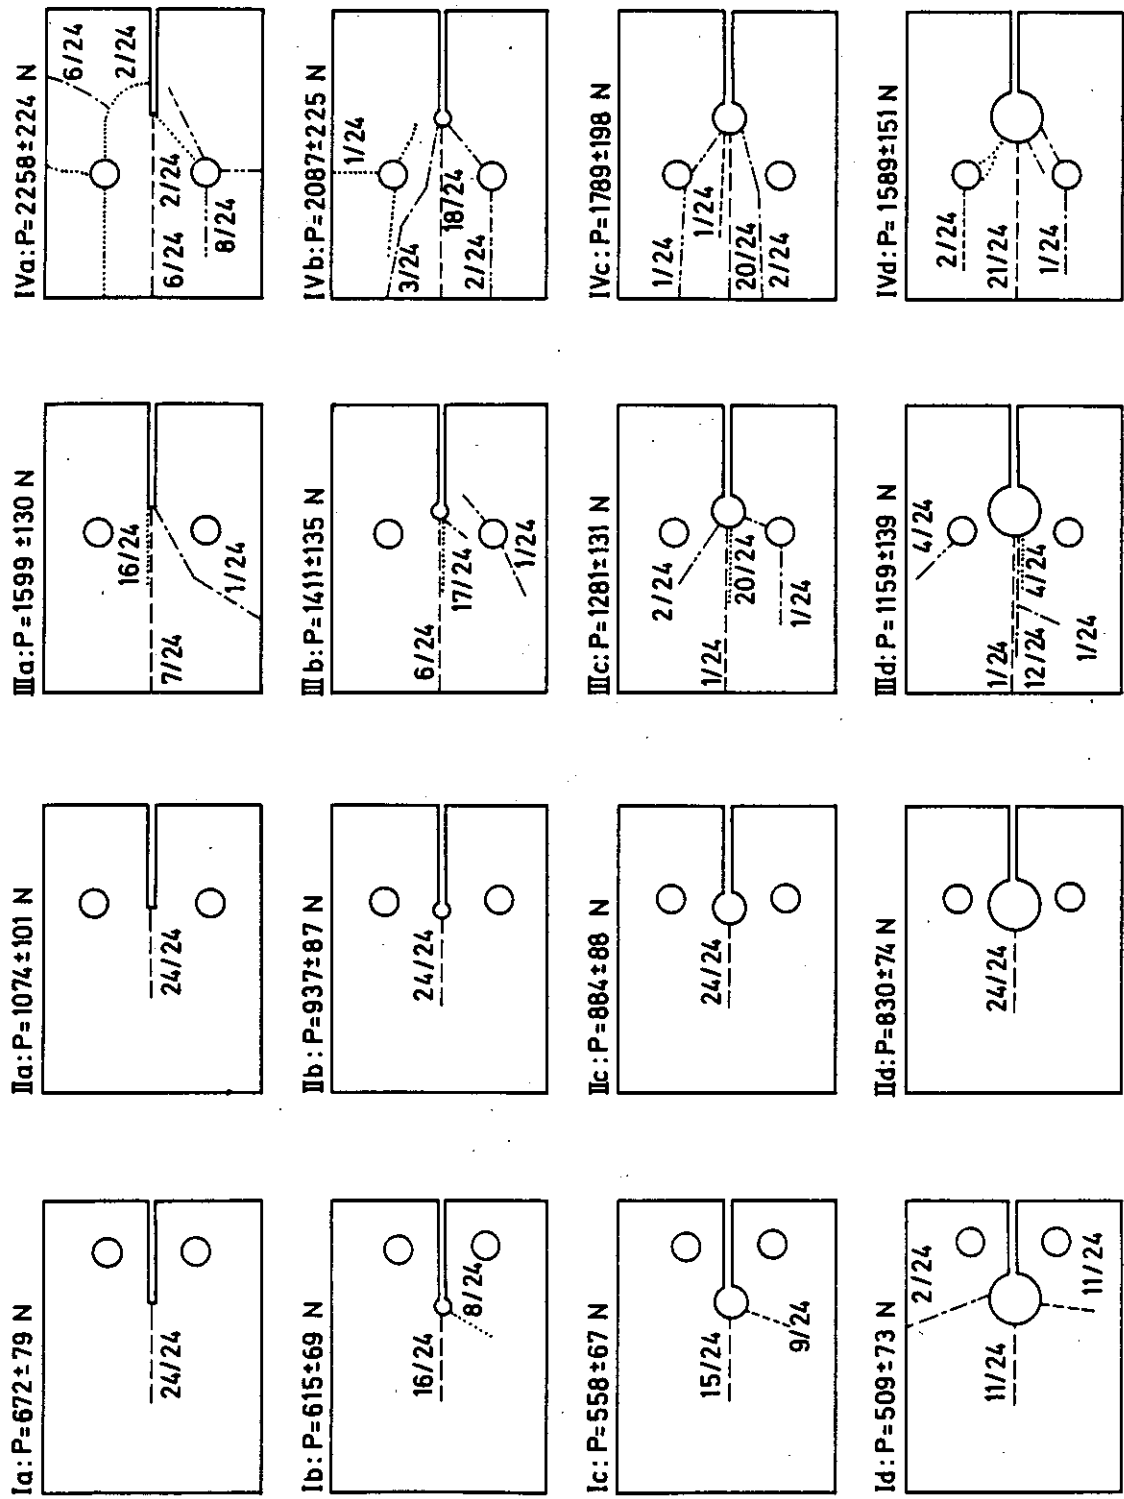 Ia: P=672±79 N
24/24
IIa: P=1074±101 N
24/24
IIIa: P=1599±130 N
16/24
7/24
1/24
IVa: P=2258±224 N
6/24
2/24
6/24
2/24
8/24
Ib: P=615±69 N
16/24
8/24
IIb: P=937±87 N
24/24
IIIb: P=1411±135 N
6/24
17/24
1/24
IVb: P=2087±225 N
1/24
3/24
18/24
2/24
Ic: P=558±67 N
15/24
9/24
IIc: P=884±88 N
24/24
IIIc: P=1281±131 N
2/24
1/24
20/24
1/24
IVc: P=1789±198 N
1/24
1/24
20/24
2/24
Id: P=509±73 N
2/24
11/24
11/24
IId: P=830±74 N
24/24
IIId: P=1159±139 N
4/24
1/24
12/24
4/24
1/24
IVd: P=1589±151 N
2/24
21/24
1/24